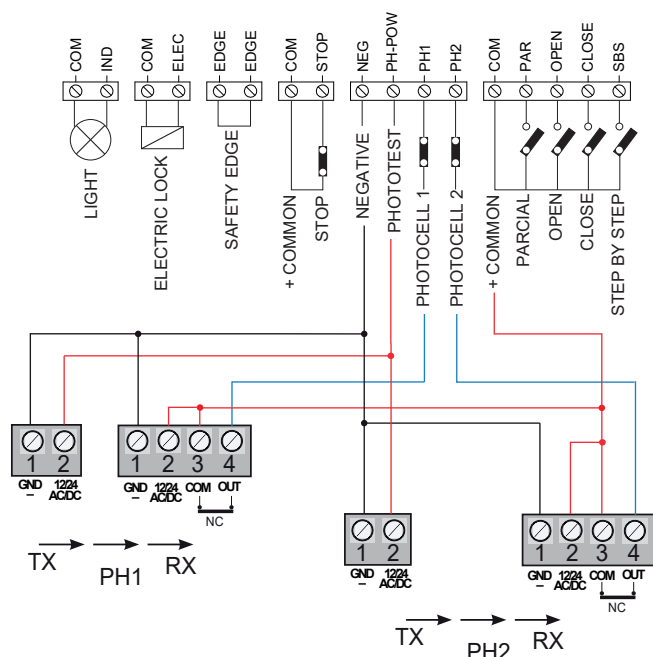 COM IND COM ELEC EDGE EDGE COM STOP NEG PH-POW PH1 PH2 COM PAR OPEN CLOSE SBS
LIGHT
ELECTRIC LOCK
SAFETY EDGE
+ COMMON
STOP
NEGATIVE
PHOTOTEST
PHOTOCELL 1
PHOTOCELL 2
+ COMMON
PARCIAL
OPEN
CLOSE
STEP BY STEP
1 2
GND 12/24
– AC/DC
1 2 3 4
GND 12/24 COM OUT
– AC/DC
NC
TX PH1 RX
1 2
GND 12/24
– AC/DC
1 2 3 4
GND 12/24 COM OUT
– AC/DC
NC
TX PH2 RX